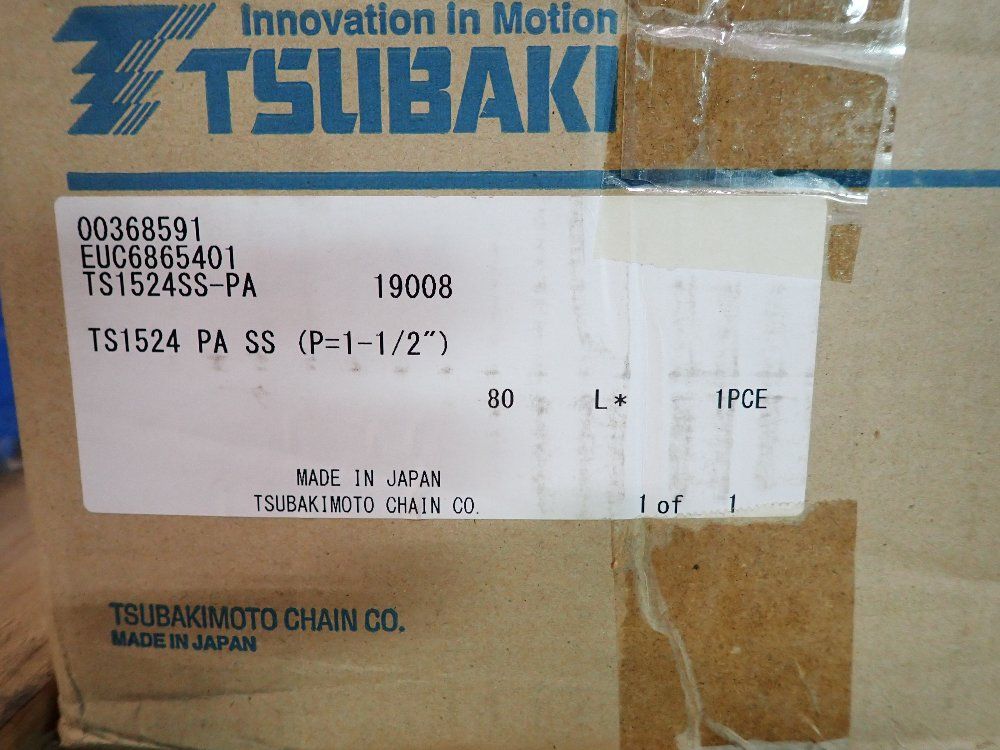 Innovation in Motion
TSUBAKI
00368591
EUC6865401
TS1524SS-PA 19008
TS1524 PA SS (P=1-1/2")
80 L* 1PCE
MADE IN JAPAN
TSUBAKIMOTO CHAIN CO. 1 of 1
TSUBAKIMOTO CHAIN CO.
MADE IN JAPAN